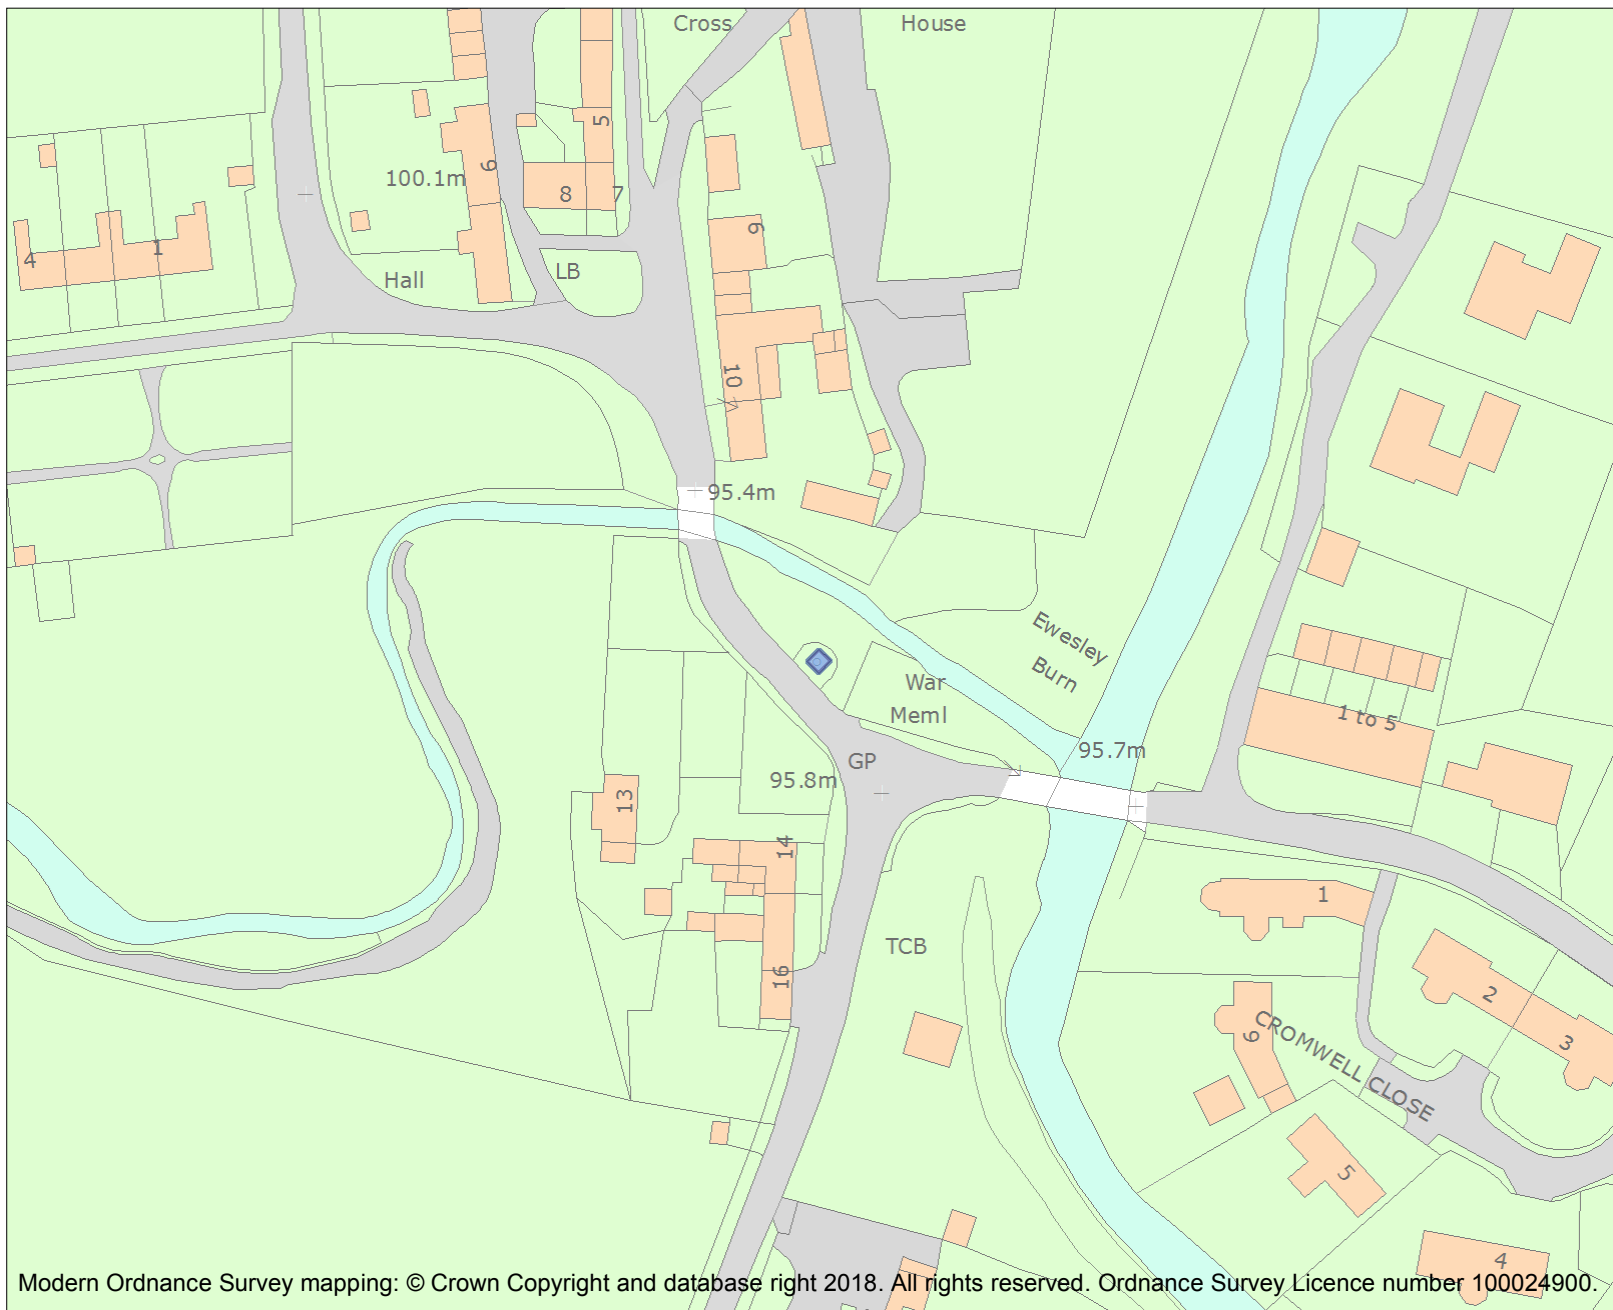 Cross
House
5
100.1m
6
8
7
9
4
1
Hall
LB
10
95.4m
Ewesley
Burn
War
Meml
1 to 5
GP
95.7m
95.8m
13
14
1
TCB
16
2
3
9
CROMWELL CLOSE
5
4
Modern Ordnance Survey mapping: © Crown Copyright and database right 2018. All rights reserved. Ordnance Survey Licence number 100024900.